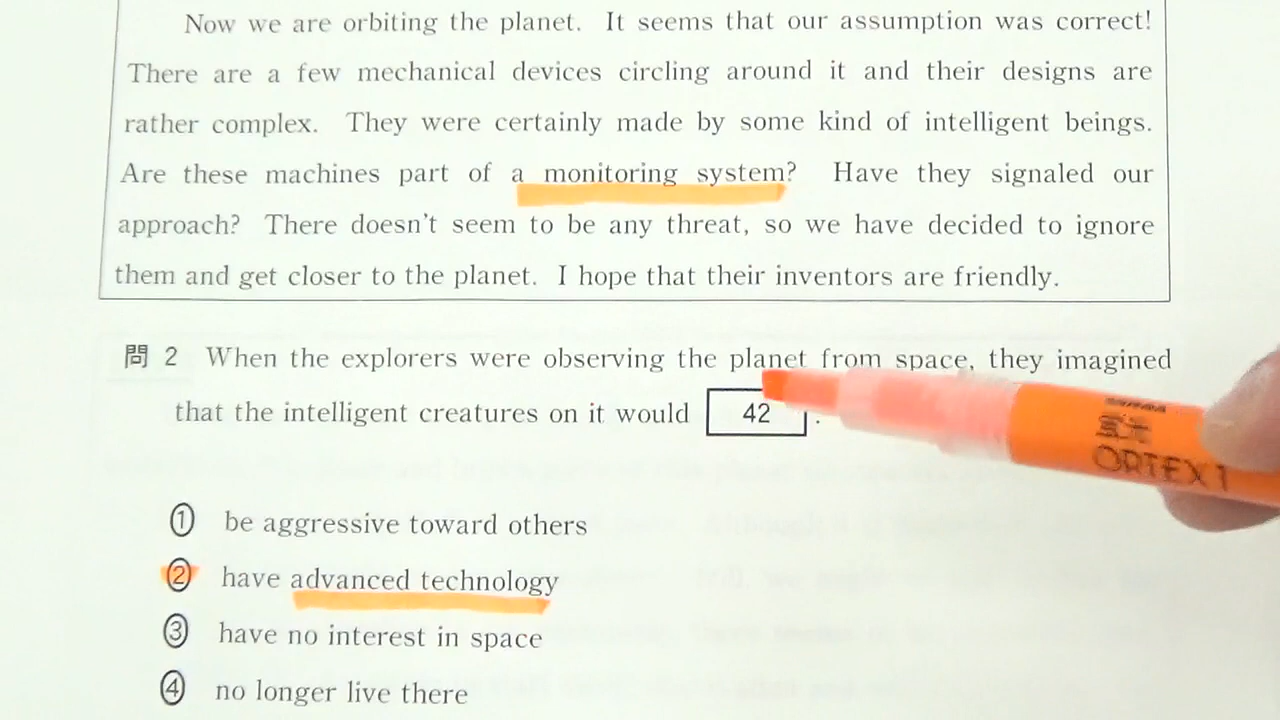 Now we are orbiting the planet. It seems that our assumption was correct!
There are a few mechanical devices circling around it and their designs are
rather complex. They were certainly made by some kind of intelligent beings.
Are these machines part of a monitoring system? Have they signaled our
approach? There doesn't seem to be any threat, so we have decided to ignore
them and get closer to the planet. I hope that their inventors are friendly.
問 2 When the explorers were observing the planet from space, they imagined
that the intelligent creatures on it would 42 .
① be aggressive toward others
② have advanced technology
③ have no interest in space
④ no longer live there